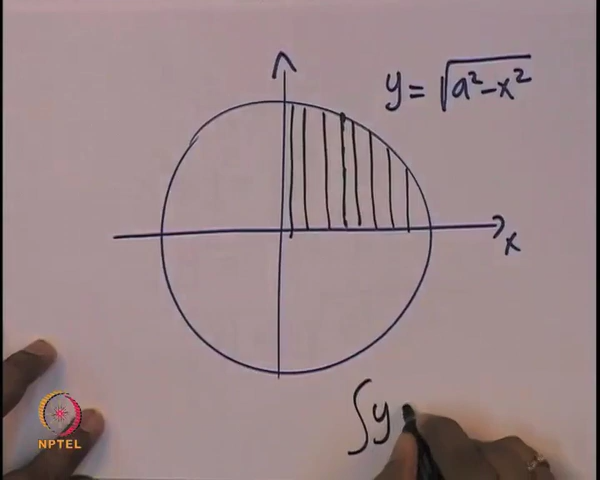 y = √a²-x²
x
∫y
NPTEL